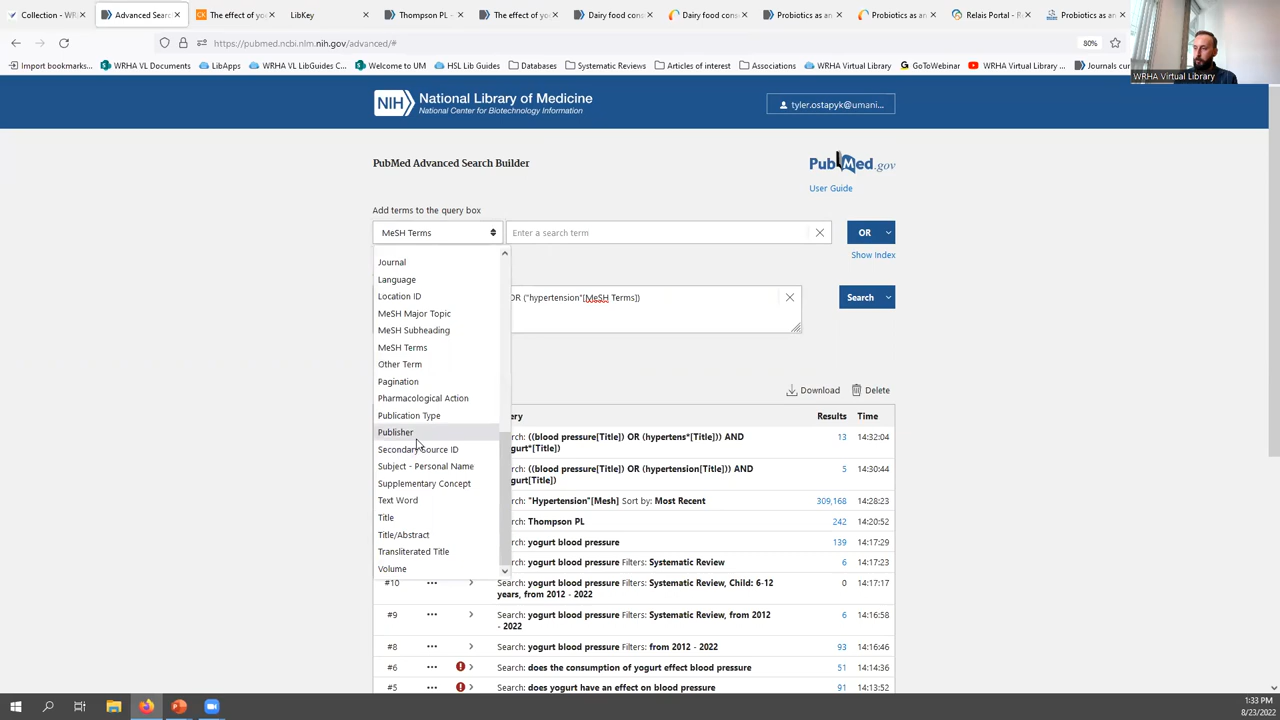 Collection - W
Advanced Sear
The effect of yo
LibKey
Thompson PL -
The effect of yo
Dairy food con
Dairy food cons
Probiotics as an
Probiotics as an
Relais Portal - R
Probiotics as an
https://pubmed.ncbi.nlm.nih.gov/advanced/#
80%
Import bookmarks...
WRHA VL Documents
LibApps
WRHA VL LibGuides C...
Welcome to UM
HSL Lib Guides
Databases
Systematic Reviews
Articles of interest
Associations
WRHA Virtual Library
GoToWebinar
WRHA Virtual Library ...
Journals cur
WRHA Virtual Library
NIH National Library of Medicine
National Center for Biotechnology Information
tyler.ostapyk@umani...
PubMed Advanced Search Builder
PubMed.gov
User Guide
Add terms to the query box
MeSH Terms
Enter a search term
OR
Show Index
Journal
Language
Location ID
MeSH Major Topic
MeSH Subheading
MeSH Terms
Other Term
Pagination
Pharmacological Action
Publication Type
Publisher
Secondary Source ID
Subject - Personal Name
Supplementary Concept
Text Word
Title
Title/Abstract
Transliterated Title
Volume
OR ("hypertension"[MeSH Terms])
Search
Download
Delete
ery
Results
Time
rch: ((blood pressure[Title]) OR (hypertens*[Title])) AND
gurt*[Title])
13
14:32:04
rch: ((blood pressure[Title]) OR (hypertension[Title])) AND
gurt[Title])
5
14:30:44
rch: "Hypertension"[Mesh] Sort by: Most Recent
309,168
14:28:23
rch: Thompson PL
242
14:20:52
rch: yogurt blood pressure
139
14:17:29
rch: yogurt blood pressure Filters: Systematic Review
6
14:17:23
#10
Search: yogurt blood pressure Filters: Systematic Review, Child: 6-12
years, from 2012 - 2022
0
14:17:17
#9
Search: yogurt blood pressure Filters: Systematic Review, from 2012
- 2022
6
14:16:58
#8
Search: yogurt blood pressure Filters: from 2012 - 2022
93
14:16:46
#6
Search: does the consumption of yogurt effect blood pressure
51
14:14:36
#5
Search: does yogurt have an effect on blood pressure
91
14:13:52
1:33 PM
8/23/2022